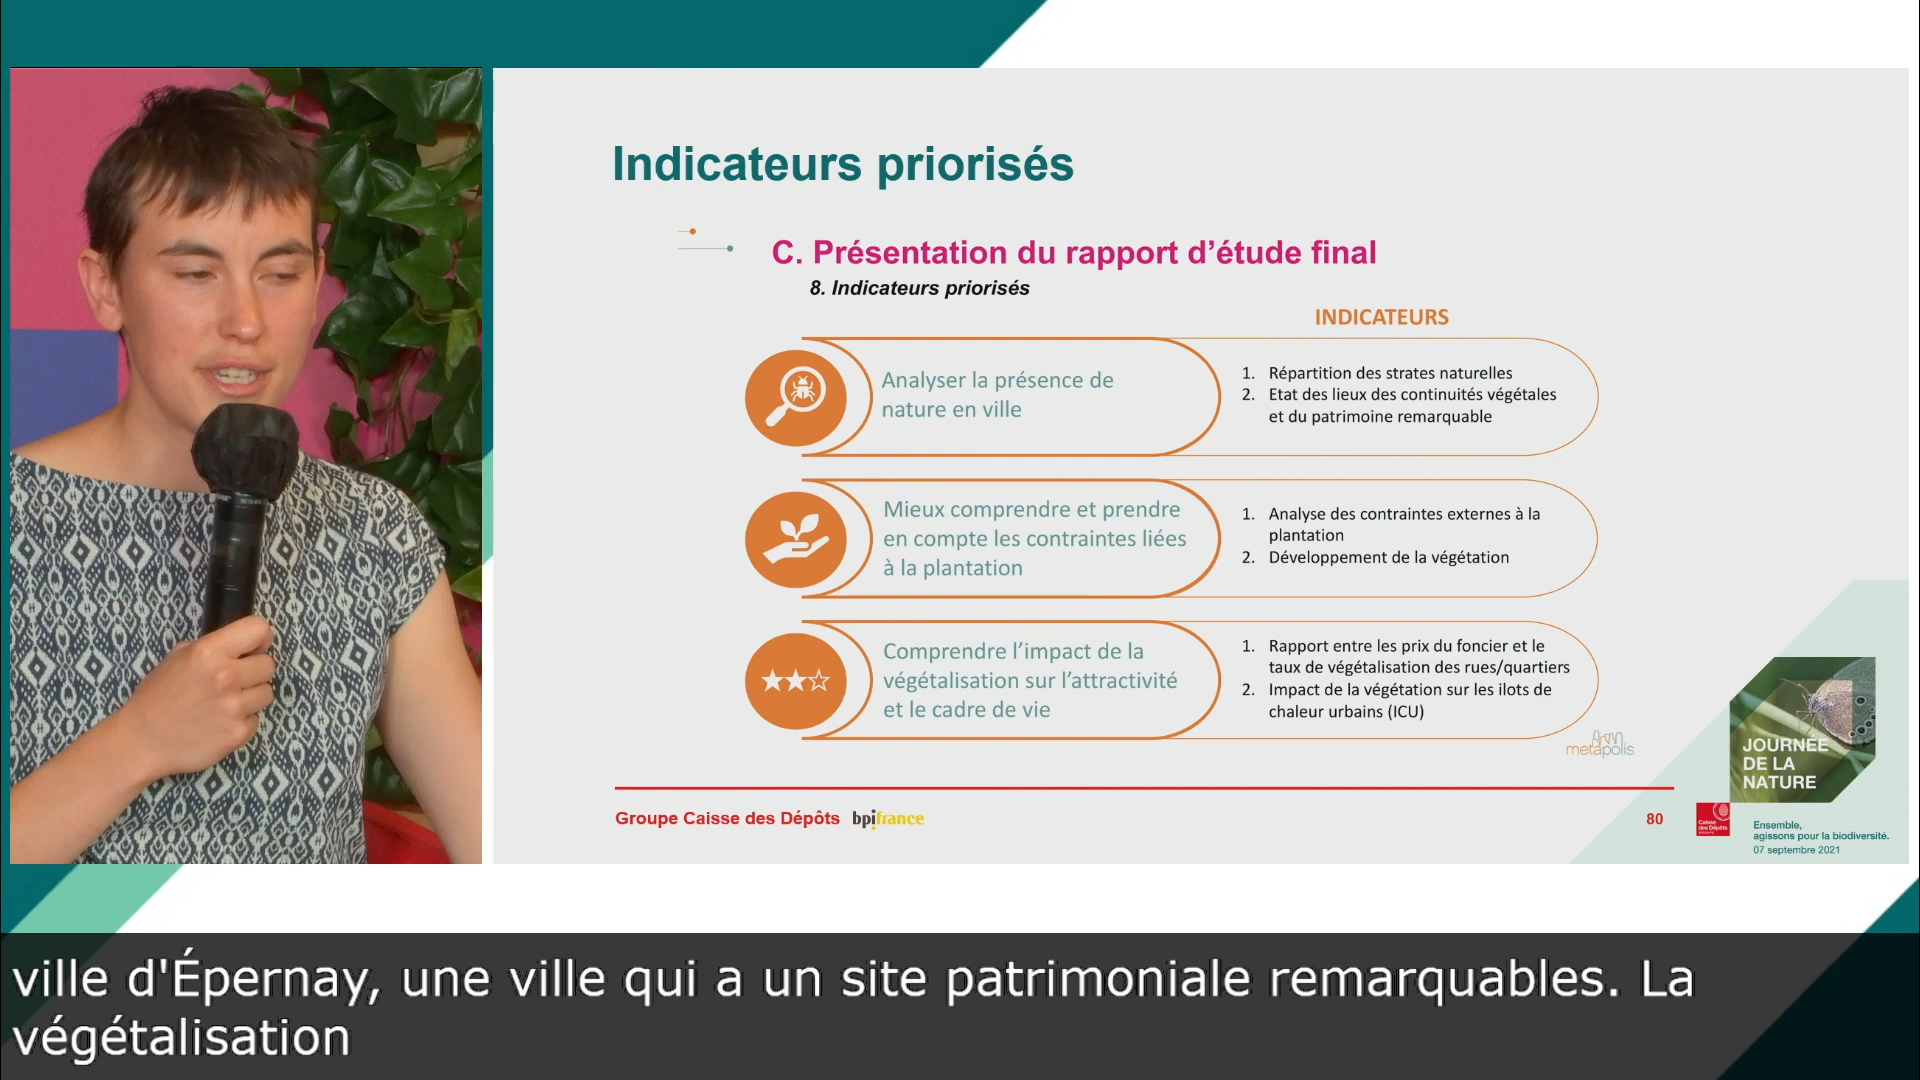 Indicateurs priorisés
C. Présentation du rapport d’étude final
8. Indicateurs priorisés
INDICATEURS
Analyser la présence de
nature en ville
1. Répartition des strates naturelles
2. Etat des lieux des continuités végétales
et du patrimoine remarquable
Mieux comprendre et prendre
en compte les contraintes liées
à la plantation
1. Analyse des contraintes externes à la
plantation
2. Développement de la végétation
Comprendre l’impact de la
végétalisation sur l’attractivité
et le cadre de vie
1. Rapport entre les prix du foncier et le
taux de végétalisation des rues/quartiers
2. Impact de la végétation sur les ilots de
chaleur urbains (ICU)
metapolis
JOURNÉE
DE LA
NATURE
Groupe Caisse des Dépôts bpifrance
80
Caisse
des Dépôts
GROUPE
Ensemble,
agissons pour la biodiversité.
07 septembre 2021
ville d'Épernay, une ville qui a un site patrimoniale remarquables. La
végétalisation